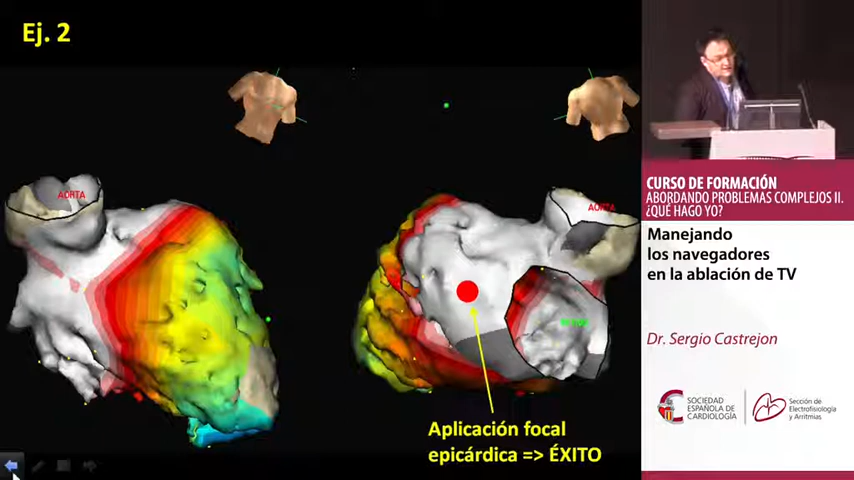 Ej. 2
AORTA
AORTA
Aplicación focal
epicárdica => ÉXITO
CURSO DE FORMACIÓN
ABORDANDO PROBLEMAS COMPLEJOS II.
¿QUÉ HAGO YO?
Manejando
los navegadores
en la ablación de TV
Dr. Sergio Castrejon
SOCIEDAD
ESPAÑOLA DE
CARDIOLOGÍA
Sección de
Electrofisiología
y Arritmias